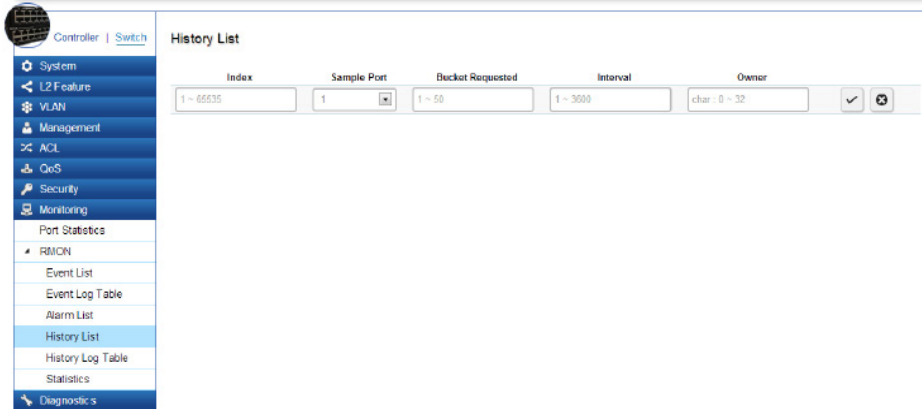 Controller | Switch
History List
System
L2 Feature
VLAN
Management
ACL
QoS
Security
Monitoring
Port Statistics
RMON
Event List
Event Log Table
Alarm List
History List
History Log Table
Statistics
Diagnostics
Index Sample Port Bucket Requested Interval Owner
1 ~ 65535 1 1 ~ 50 1 ~ 3600 char : 0 ~ 32